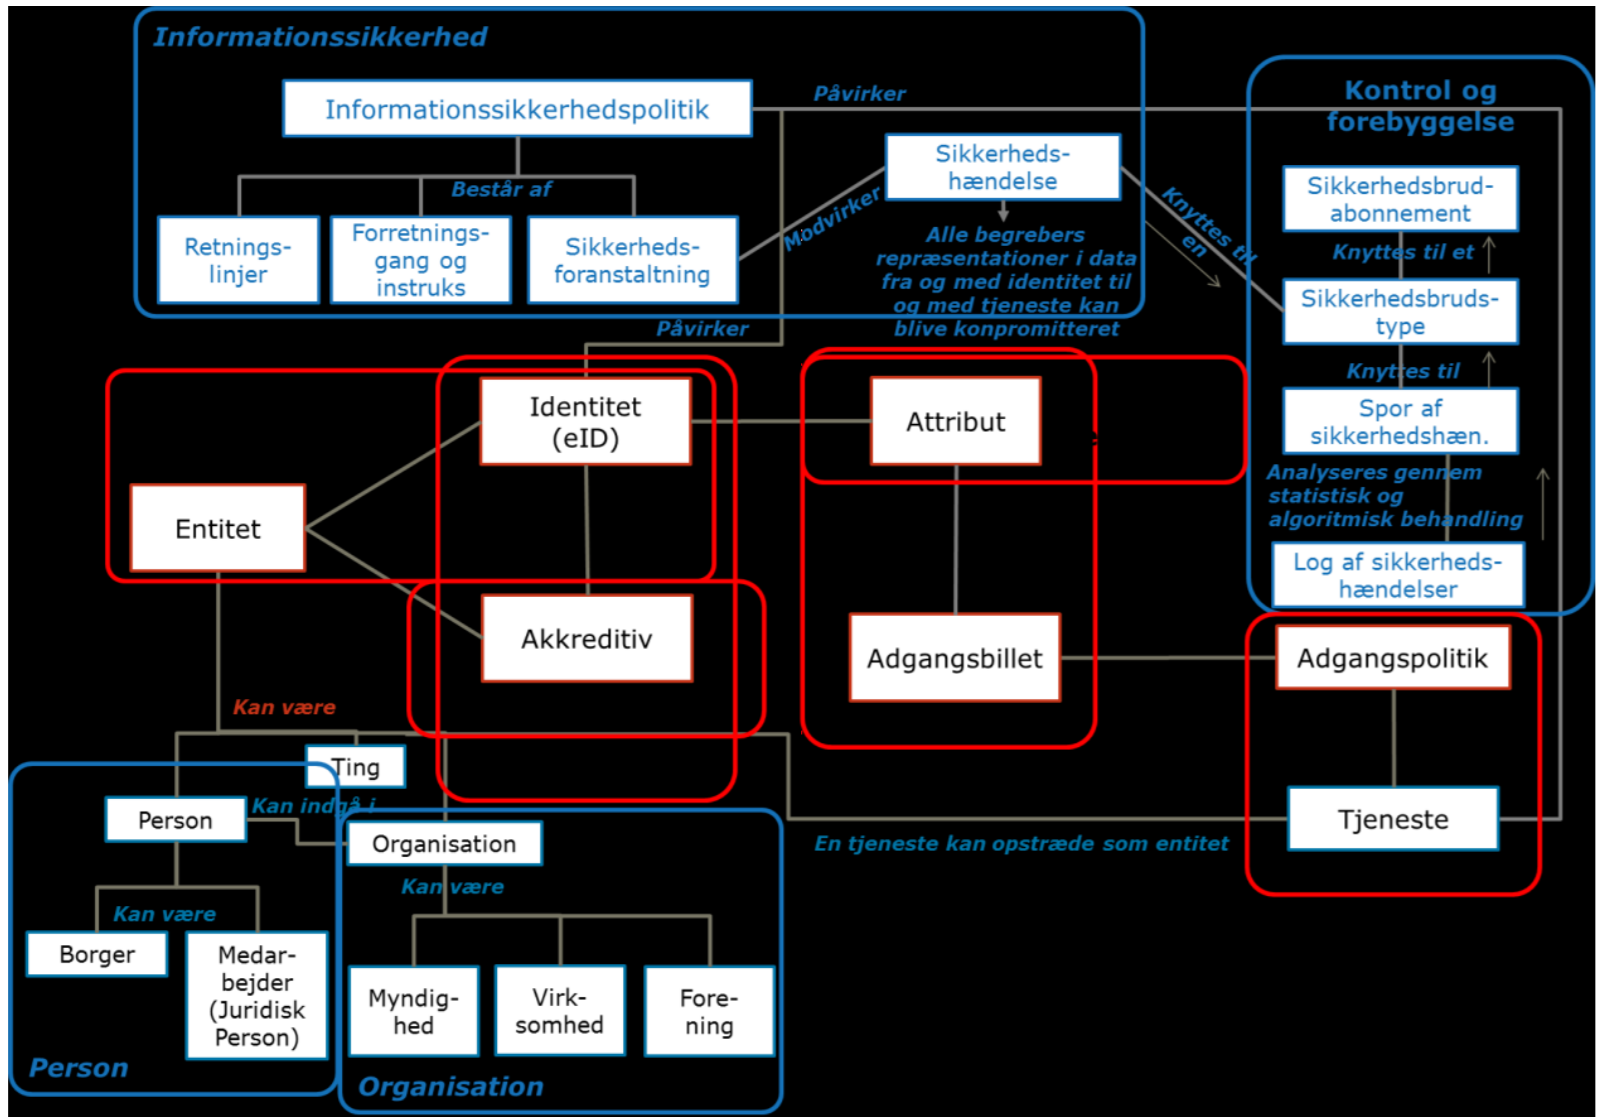 Informationssikkerhed
Informationssikkerhedspolitik
Påvirker
Består af
Retnings-
linjer
Forretnings-
gang og
instruks
Sikkerheds-
foranstaltning
Modvirker
Sikkerheds-
hændelse
Alle begrebers
repræsentationer i data
fra og med identitet til
og med tjeneste kan
blive konpromitteret
Knyttes til
en
Kontrol og
forebyggelse
Sikkerhedsbrud-
abonnement
Knyttes til et
Sikkerhedsbruds-
type
Knyttes til
Spor af
sikkerhedshæn.
Analyseres gennem
statistisk og
algoritmisk behandling
Log af sikkerheds-
hændelser
Påvirker
Identitet
(eID)
Attribut
Entitet
Akkreditiv
Adgangsbillet
Adgangspolitik
Kan være
Ting
Tjeneste
En tjeneste kan opstræde som entitet
Person
Kan indgå i
Organisation
Kan være
Kan være
Borger
Medar-
bejder
(Juridisk
Person)
Myndig-
hed
Virk-
somhed
Fore-
ning
Person
Organisation